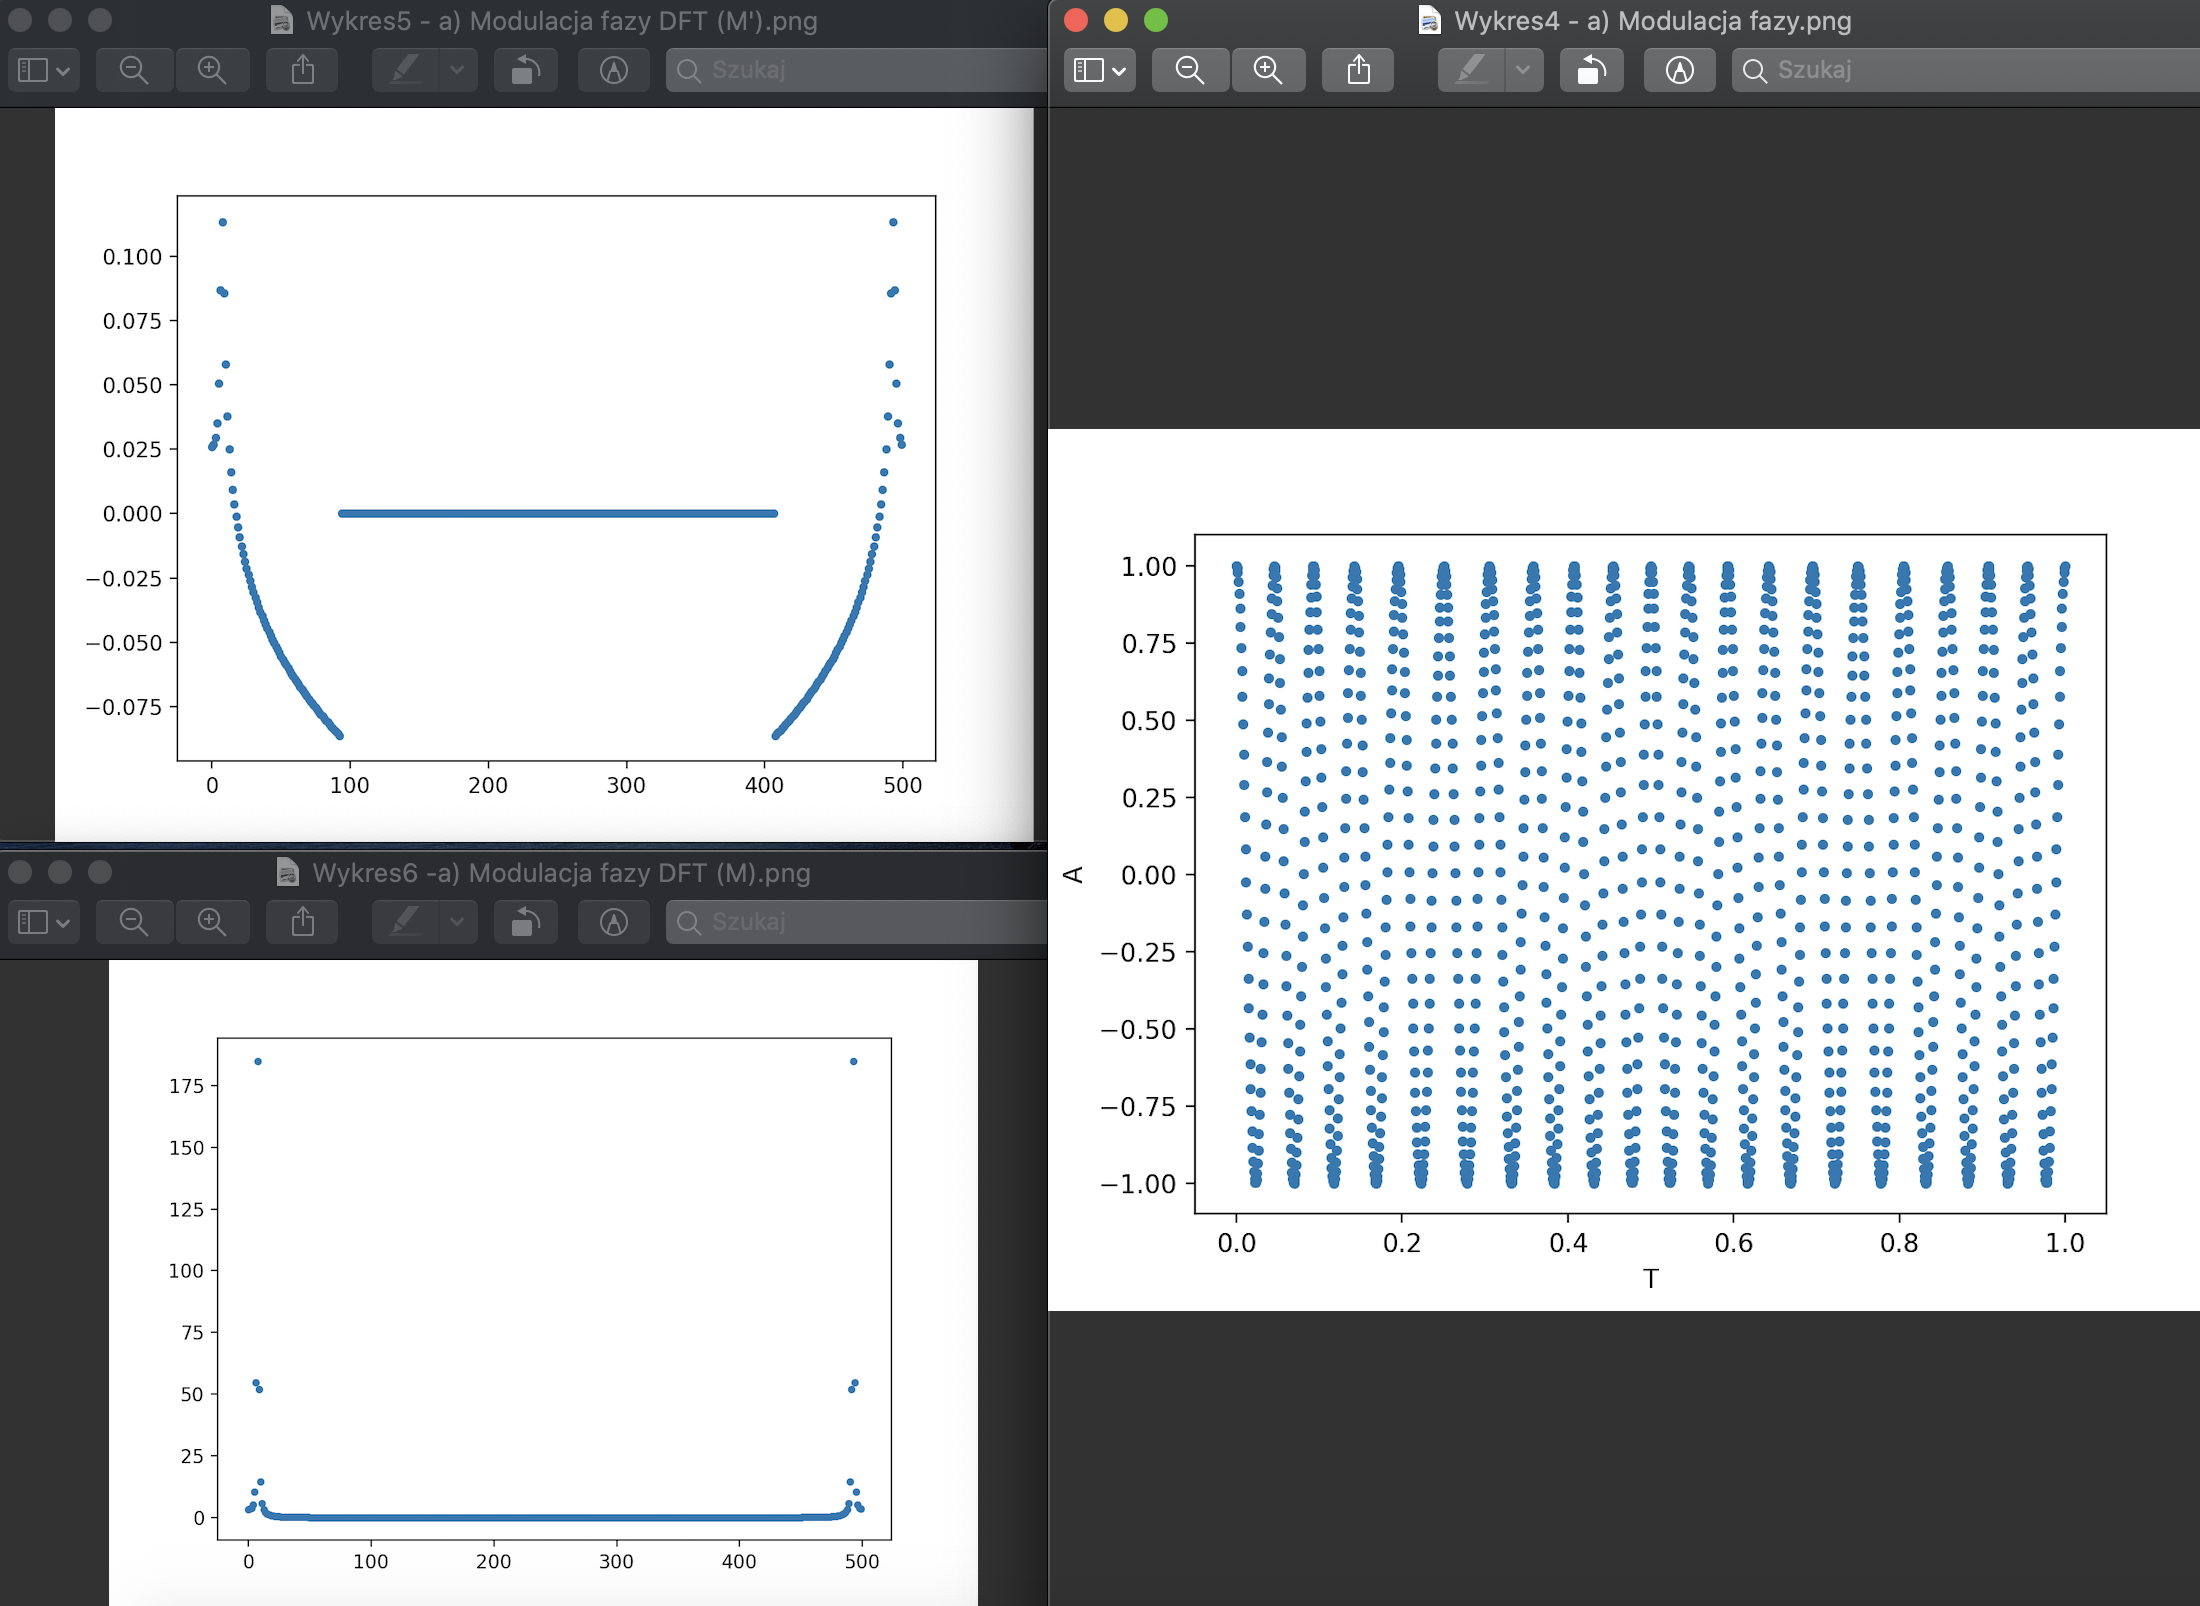 Wykres5 - a) Modulacja fazy DFT (M').png
Szukaj
0.100
0.075
0.050
0.025
0.000
−0.025
−0.050
−0.075
0 100 200 300 400 500
Wykres6 -a) Modulacja fazy DFT (M).png
Szukaj
175
150
125
100
75
50
25
0
0 100 200 300 400 500
Wykres4 - a) Modulacja fazy.png
Szukaj
1.00
0.75
0.50
0.25
0.00
−0.25
−0.50
−0.75
−1.00
A
0.0 0.2 0.4 0.6 0.8 1.0
T